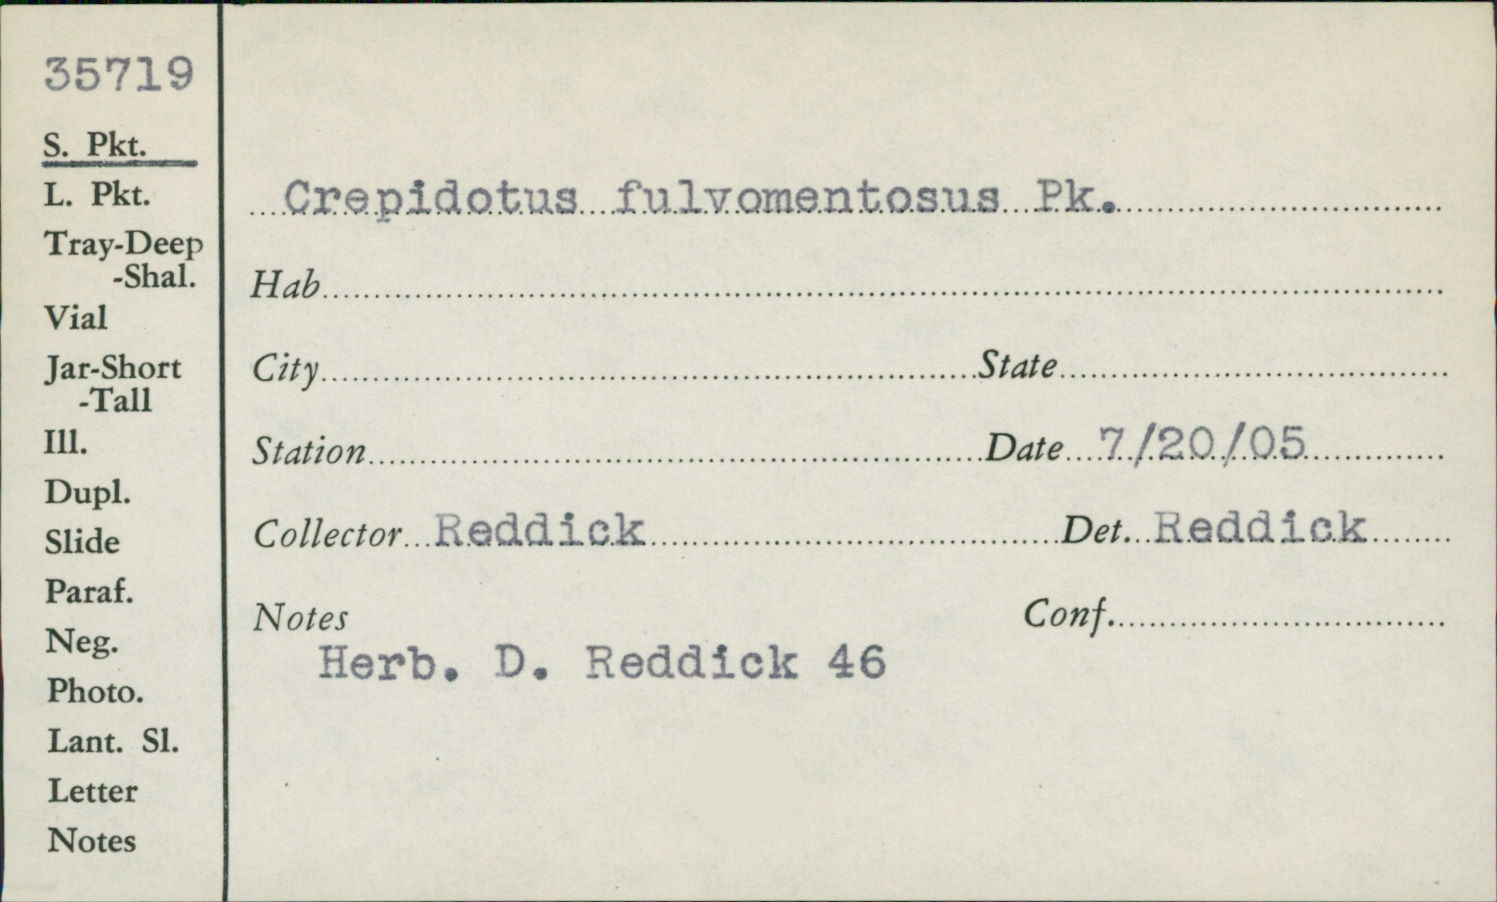 35719
S. Pkt.
L. Pkt.
Tray-Deep
-Shal.
Vial
Jar-Short
-Tall
Ill.
Dupl.
Slide
Paraf.
Neg.
Photo.
Lant. Sl.
Letter
Notes
Crepidotus fulvomentosus Pk.
Hab
City State
Station Date 7/20/05
Collector Reddick Det. Reddick
Notes Conf.
Herb. D. Reddick 46